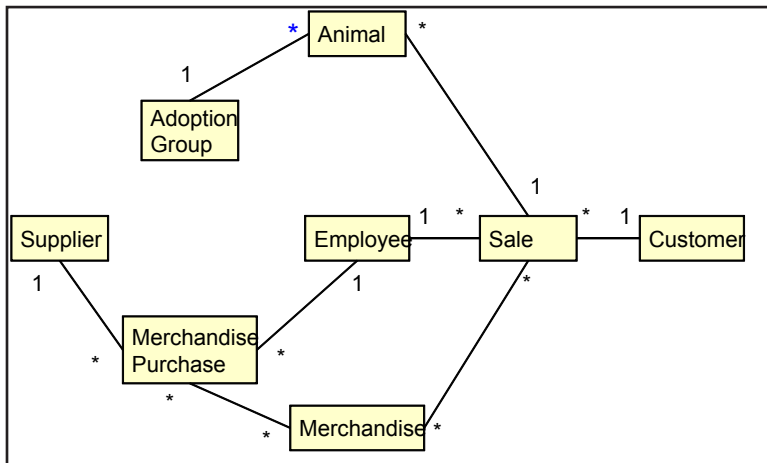 * Animal *
1
Adoption
Group
1
Supplier Employee 1 * Sale * 1 Customer
1 1 *
Merchandise
Purchase
* *
* * Merchandise *